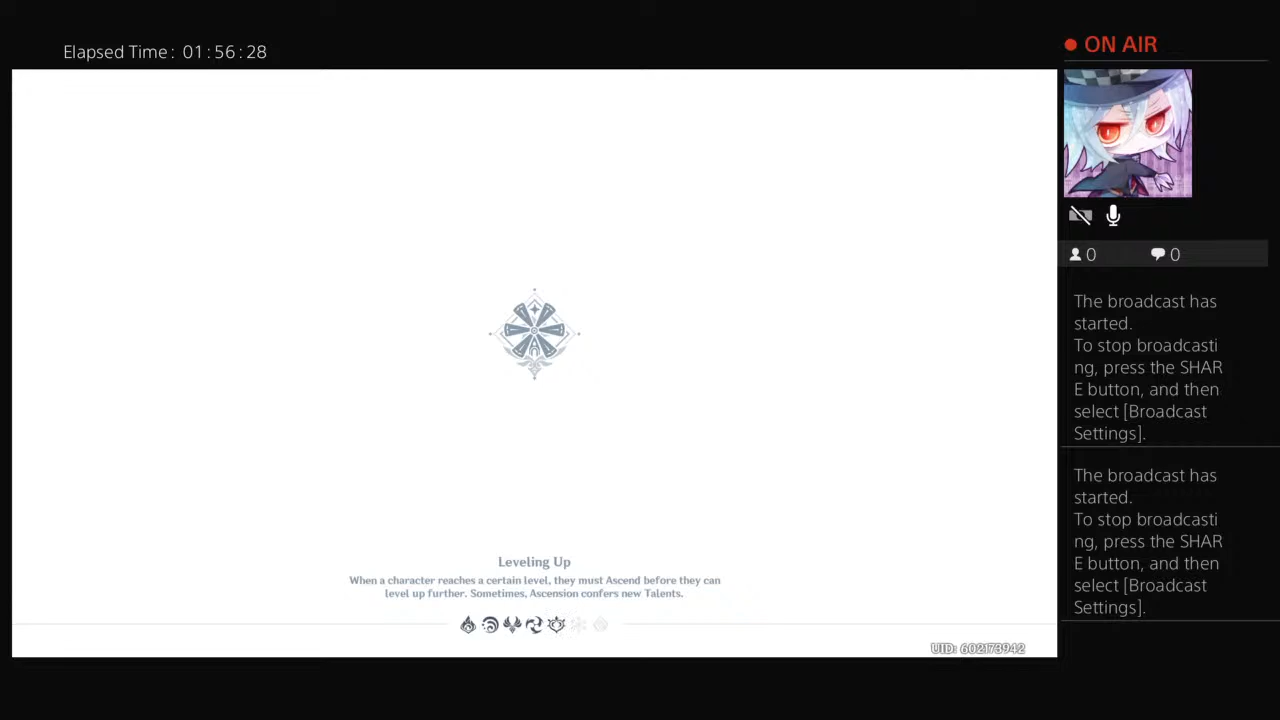 Elapsed Time: 01:56:28
ON AIR
0 0
The broadcast has
started.
To stop broadcasti
ng, press the SHAR
E button, and then
select [Broadcast
Settings].
The broadcast has
started.
To stop broadcasti
ng, press the SHAR
E button, and then
select [Broadcast
Settings].
Leveling Up
When a character reaches a certain level, they must Ascend before they can
level up further. Sometimes, Ascension confers new Talents.
UID: 602173942